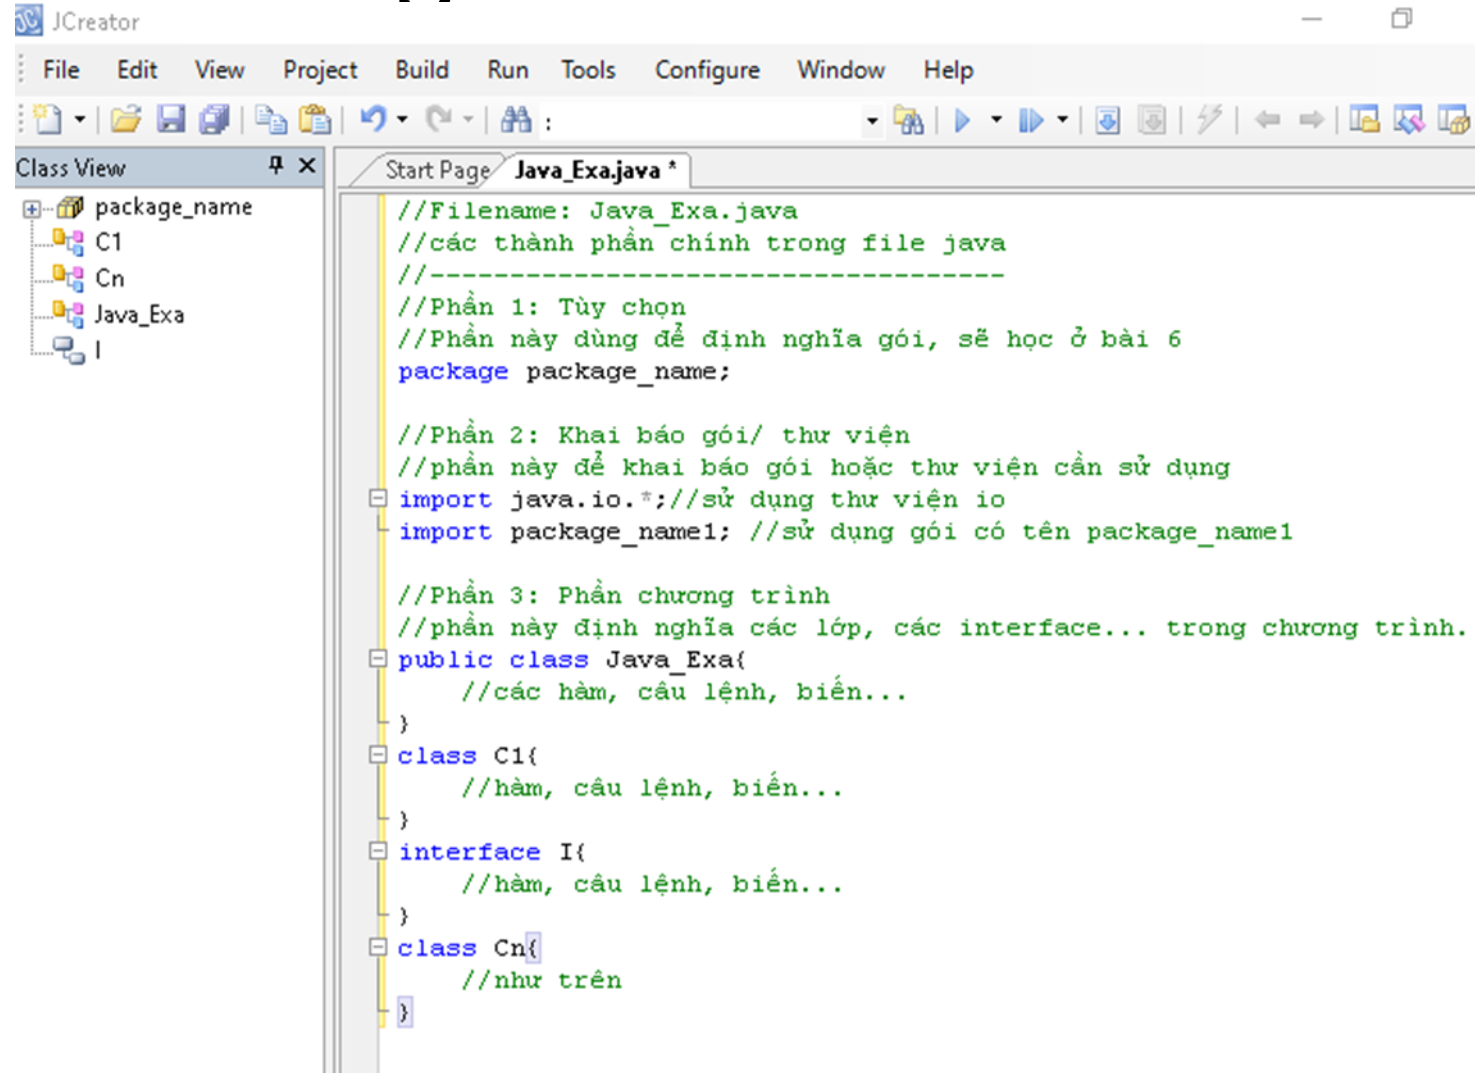 JCreator
File Edit View Project Build Run Tools Configure Window Help
:
Class View
Start Page Java_Exa.java *
package_name
C1
Cn
Java_Exa
I
//Filename: Java_Exa.java
//các thành phần chính trong file java
//------------------------------------
//Phần 1: Tùy chọn
//Phần này dùng để định nghĩa gói, sẽ học ở bài 6
package package_name;
//Phần 2: Khai báo gói/ thư viện
//phần này để khai báo gói hoặc thư viện cần sử dụng
import java.io.*;//sử dụng thư viện io
import package_name1; //sử dụng gói có tên package_name1
//Phần 3: Phần chương trình
//phần này định nghĩa các lớp, các interface... trong chương trình.
public class Java_Exa{
//các hàm, câu lệnh, biến...
}
class C1{
//hàm, câu lệnh, biến...
}
interface I{
//hàm, câu lệnh, biến...
}
class Cn{
//như trên
}